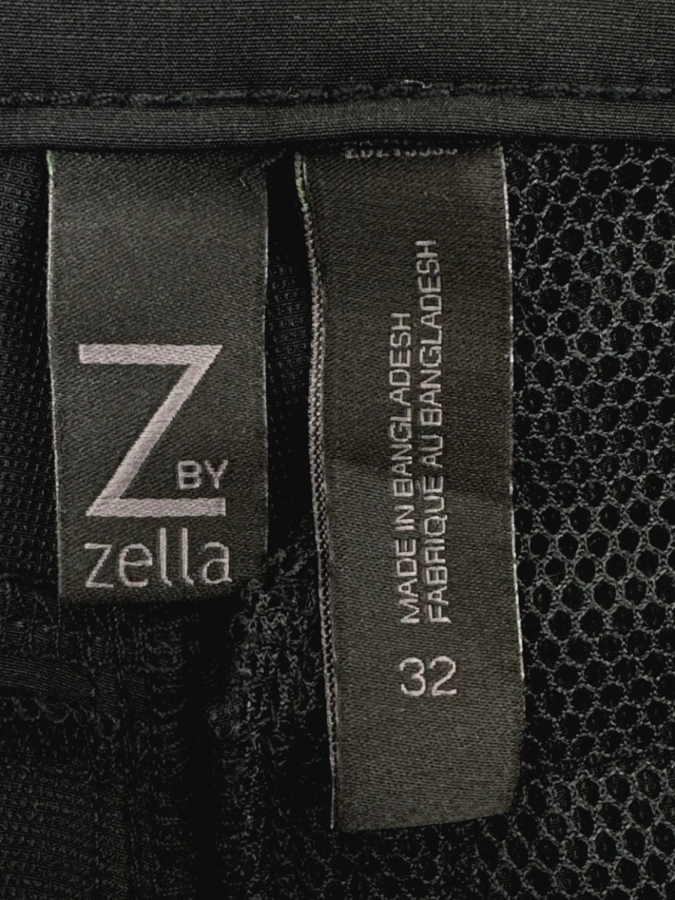 Z BY
zella
MADE IN BANGLADESH
FABRIQUE AU BANGLADESH
32